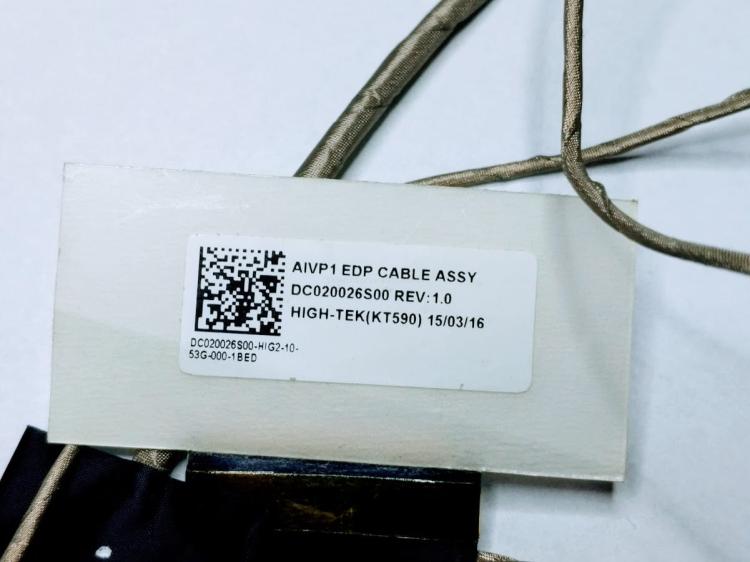 AIVP1 EDP CABLE ASSY
DC020026S00 REV:1.0
HIGH-TEK(KT590) 15/03/16
DC020026S00-HIG2-10-
53G-000-1BED